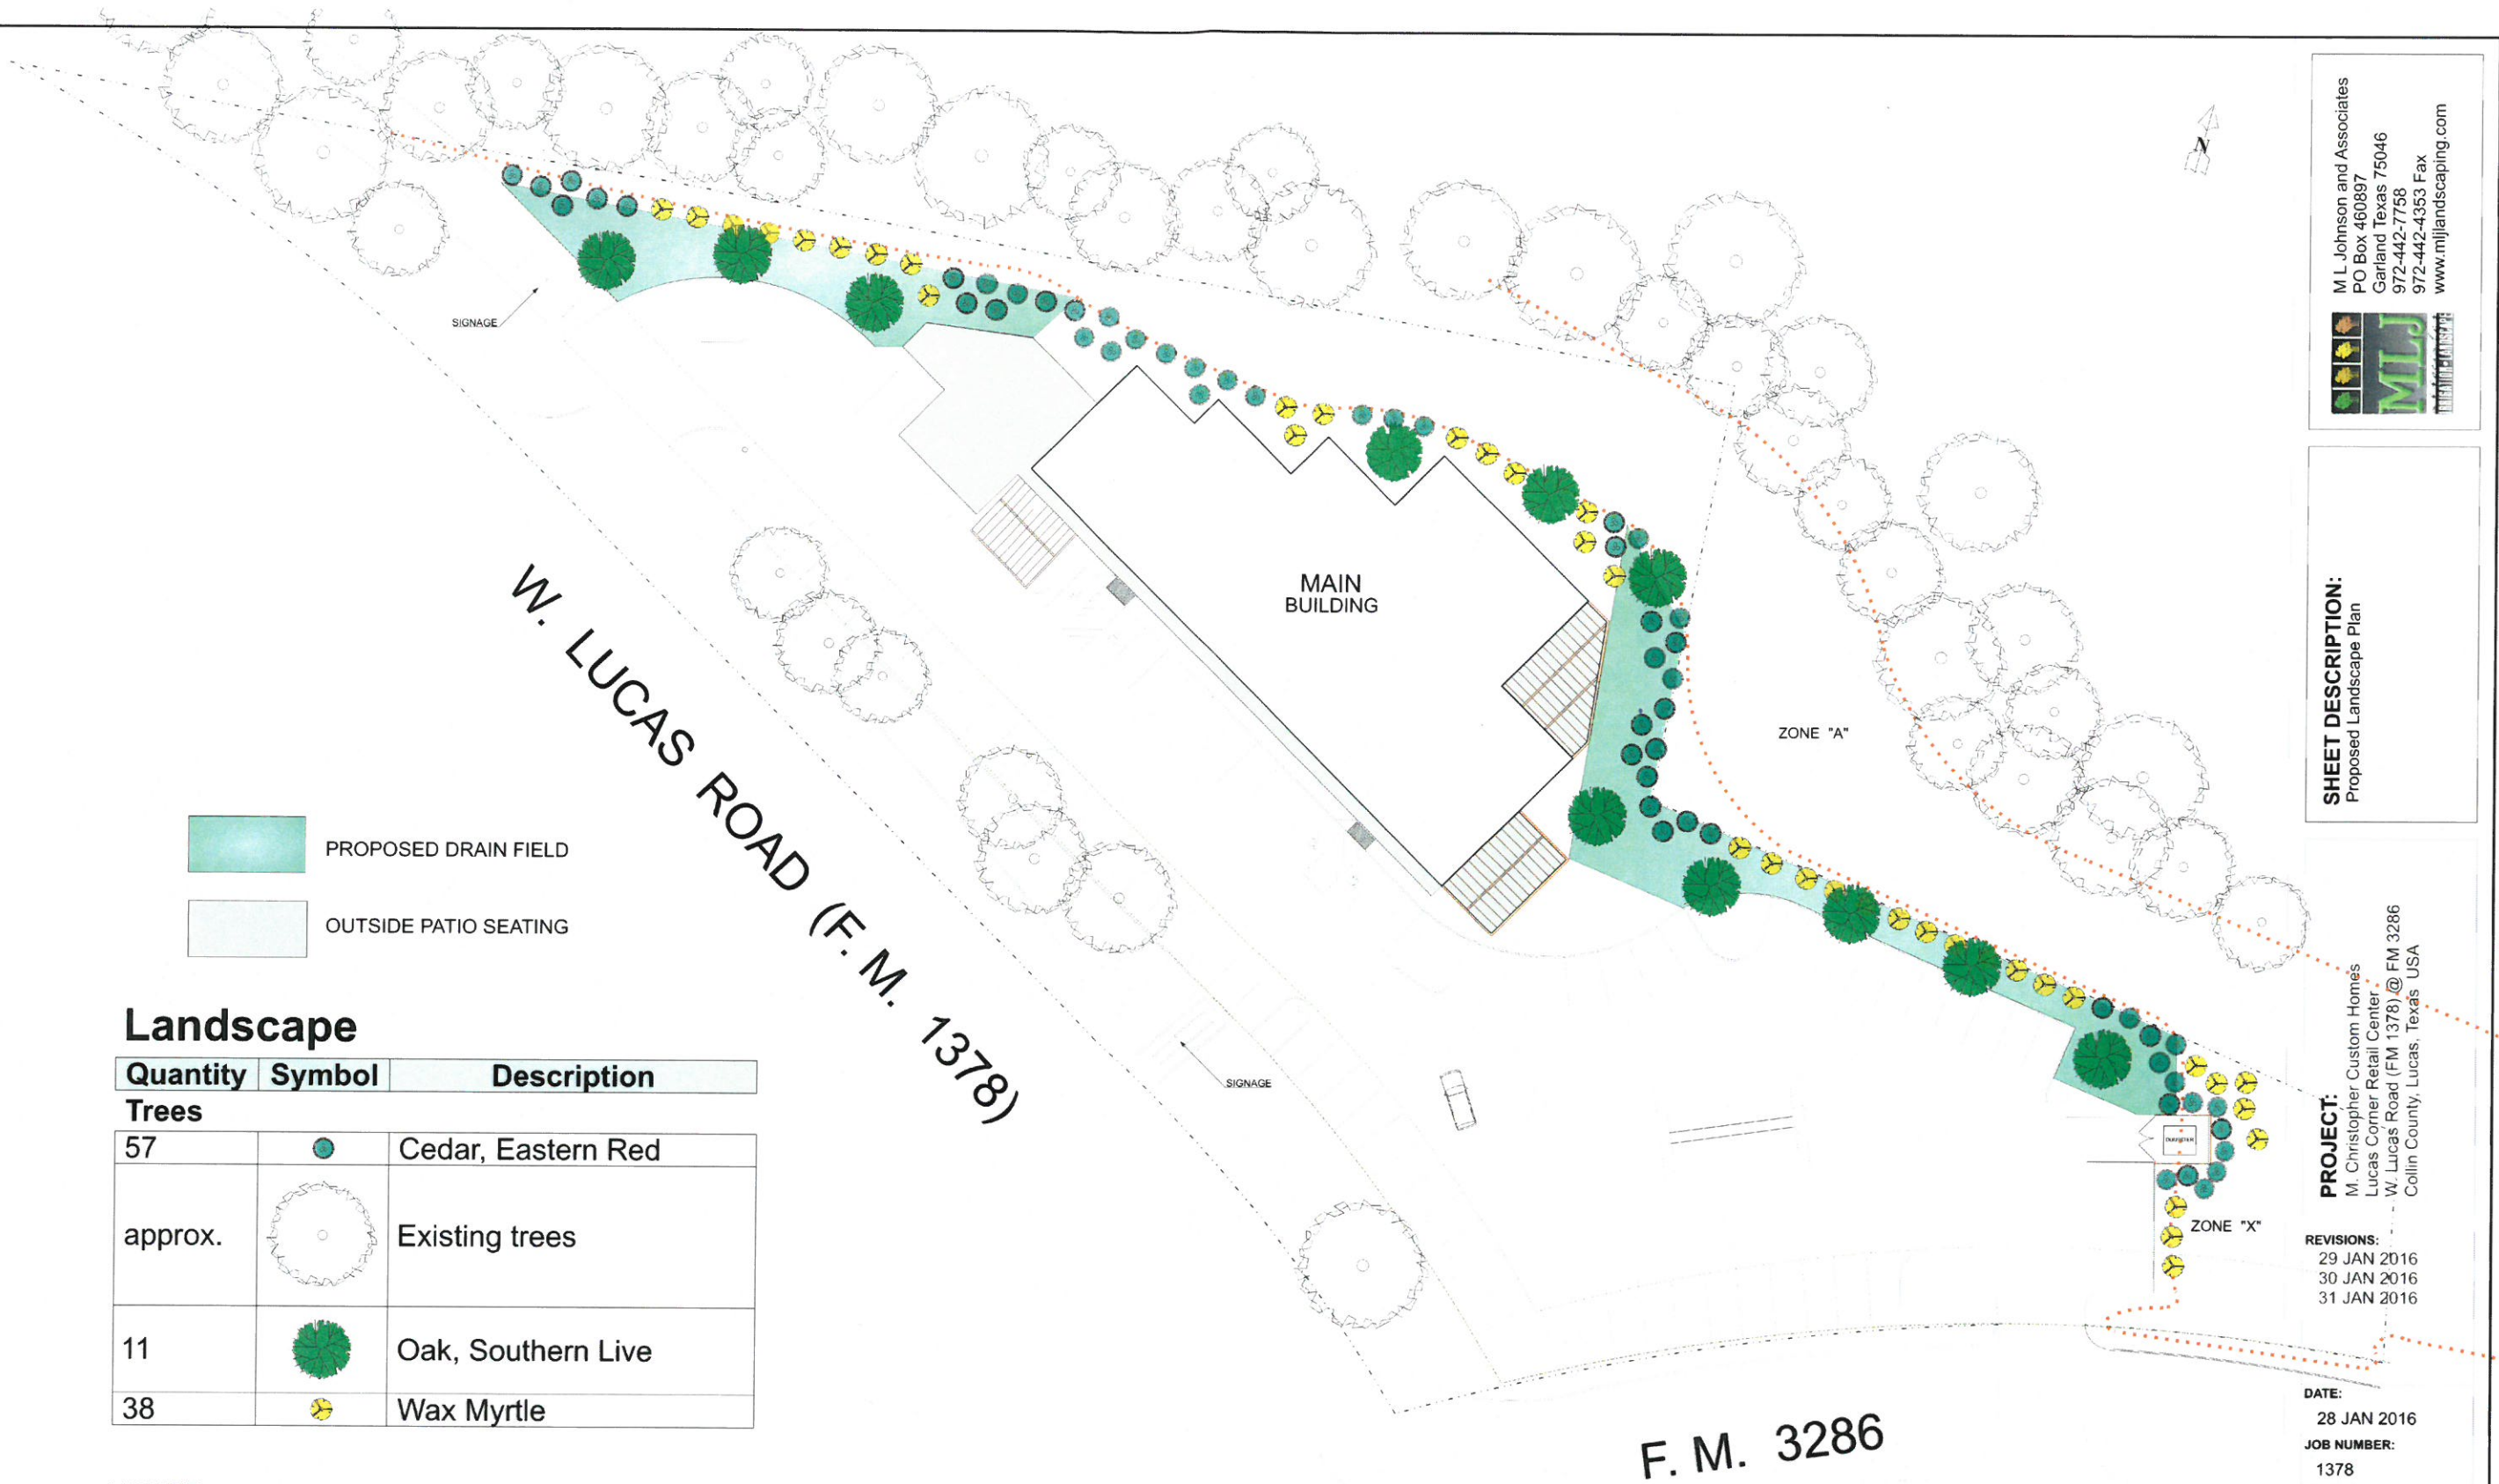 M L Johnson and Associates
PO Box 460897
Garland Texas 75046
972-442-7758
972-442-4353 Fax
www.mljlandscaping.com
MLJ
N
SIGNAGE
MAIN
BUILDING
W. LUCAS ROAD (F. M. 1378)
ZONE "A"
SHEET DESCRIPTION:
Proposed Landscape Plan
PROPOSED DRAIN FIELD
OUTSIDE PATIO SEATING
Landscape
Quantity Symbol Description
Trees
57 Cedar, Eastern Red
approx. Existing trees
11 Oak, Southern Live
38 Wax Myrtle
SIGNAGE
ZONE "X"
F. M. 3286
PROJECT:
M. Christopher Custom Homes
Lucas Corner Retail Center
W. Lucas Road (FM 1378) @ FM 3286
Collin County, Lucas, Texas USA
REVISIONS:
29 JAN 2016
30 JAN 2016
31 JAN 2016
DATE:
28 JAN 2016
JOB NUMBER:
1378